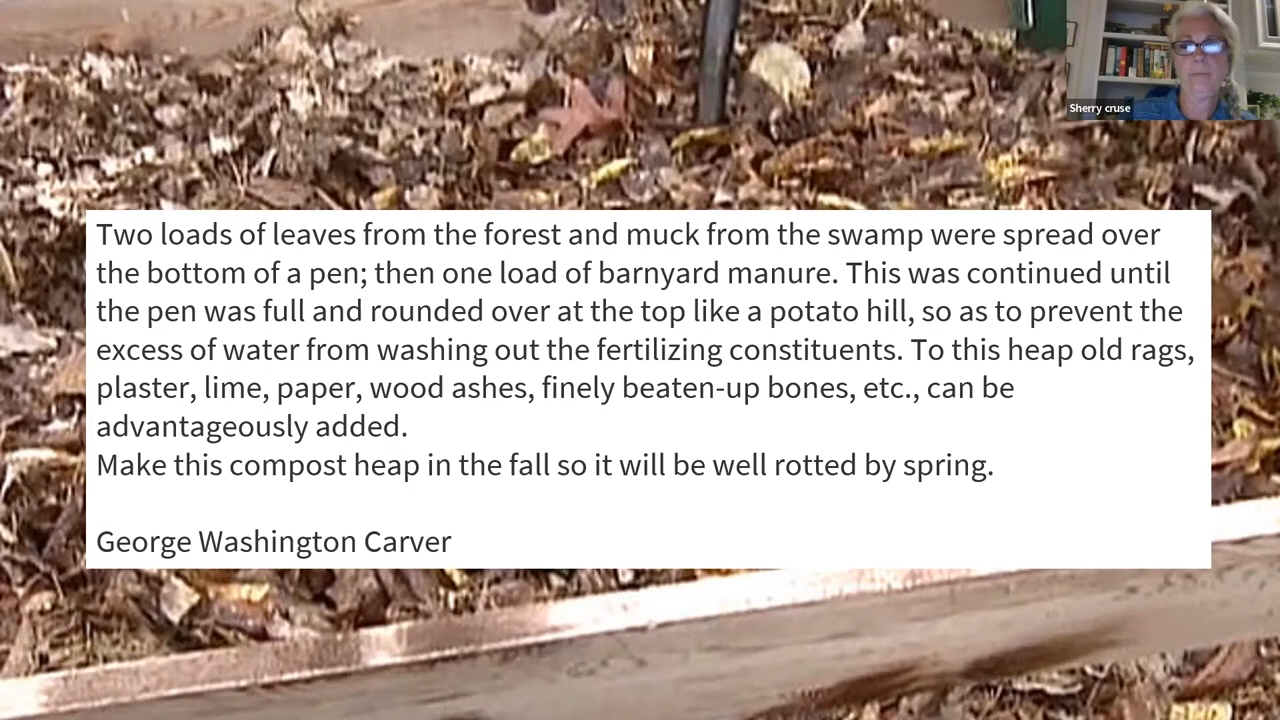 Sherry cruse
Two loads of leaves from the forest and muck from the swamp were spread over
the bottom of a pen; then one load of barnyard manure. This was continued until
the pen was full and rounded over at the top like a potato hill, so as to prevent the
excess of water from washing out the fertilizing constituents. To this heap old rags,
plaster, lime, paper, wood ashes, finely beaten-up bones, etc., can be
advantageously added.
Make this compost heap in the fall so it will be well rotted by spring.
George Washington Carver